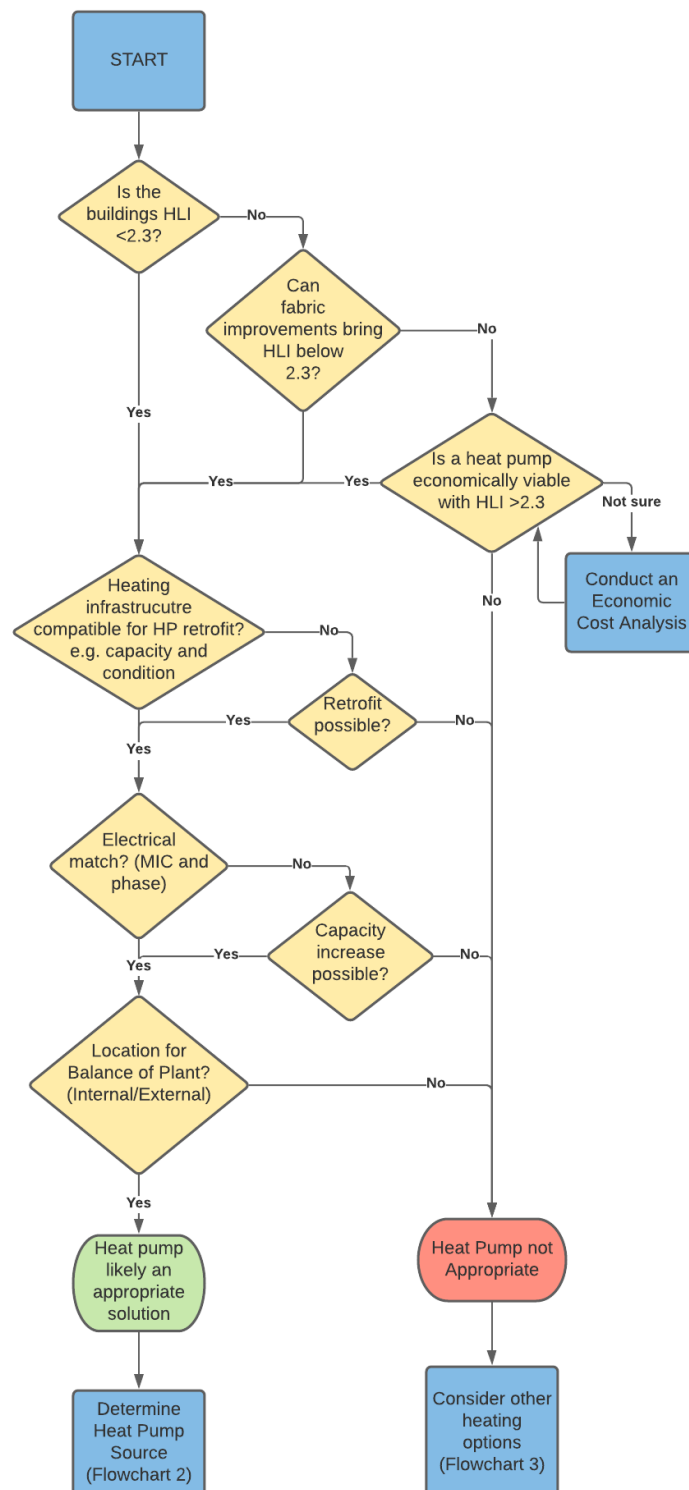 START
Is the
buildings HLI
<2.3?
No
Can
fabric
improvements bring
HLI below
2.3?
No
Yes
Is a heat pump
economically viable
with HLI >2.3
Yes
Yes
Not sure
Conduct an
Economic
Cost Analysis
No
Heating
infrastrucutre
compatible for HP retrofit?
e.g. capacity and
condition
No
Retrofit
possible?
Yes
No
Yes
Electrical
match? (MIC and
phase)
No
Capacity
increase
possible?
Yes
No
Yes
Location for
Balance of Plant?
(Internal/External)
No
Yes
Heat pump
likely an
appropriate
solution
Heat Pump not
Appropriate
Determine
Heat Pump
Source
(Flowchart 2)
Consider other
heating
options
(Flowchart 3)